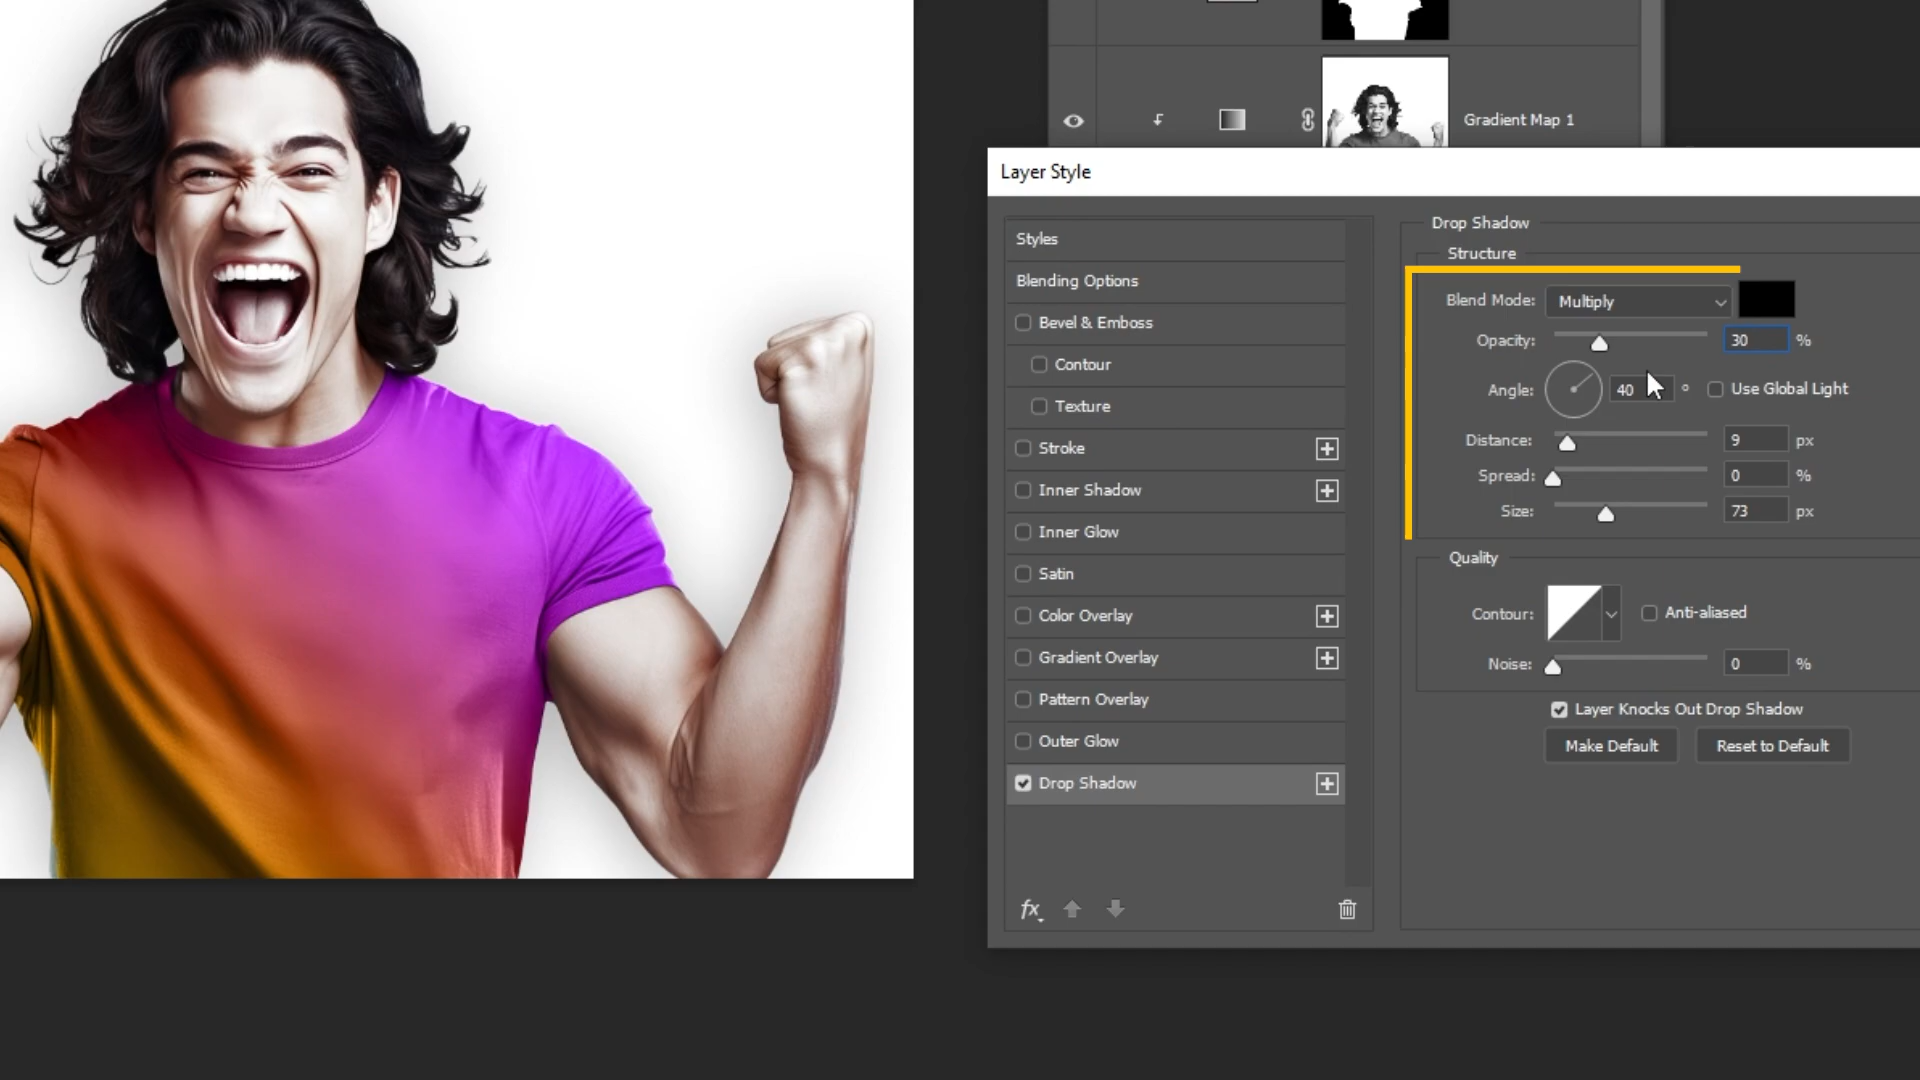 Gradient Map 1
Layer Style
Styles
Blending Options
Bevel & Emboss
Contour
Texture
Stroke
Inner Shadow
Inner Glow
Satin
Color Overlay
Gradient Overlay
Pattern Overlay
Outer Glow
Drop Shadow
fx
Drop Shadow
Structure
Blend Mode: Multiply
Opacity: 30 %
Angle: 40 ° Use Global Light
Distance: 9 px
Spread: 0 %
Size: 73 px
Quality
Contour: Anti-aliased
Noise: 0 %
Layer Knocks Out Drop Shadow
Make Default Reset to Default